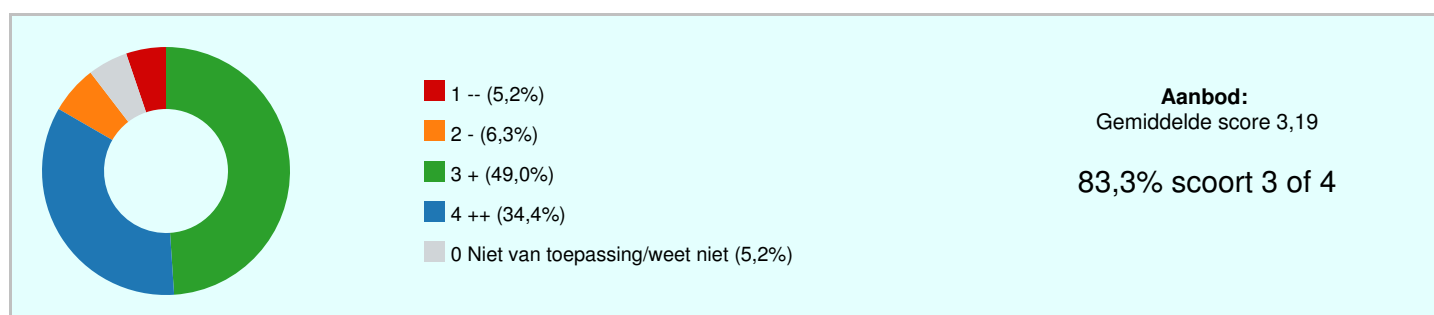 1 -- (5,2%)
2 - (6,3%)
3 + (49,0%)
4 ++ (34,4%)
0 Niet van toepassing/weet niet (5,2%)
Aanbod:
Gemiddelde score 3,19
83,3% scoort 3 of 4